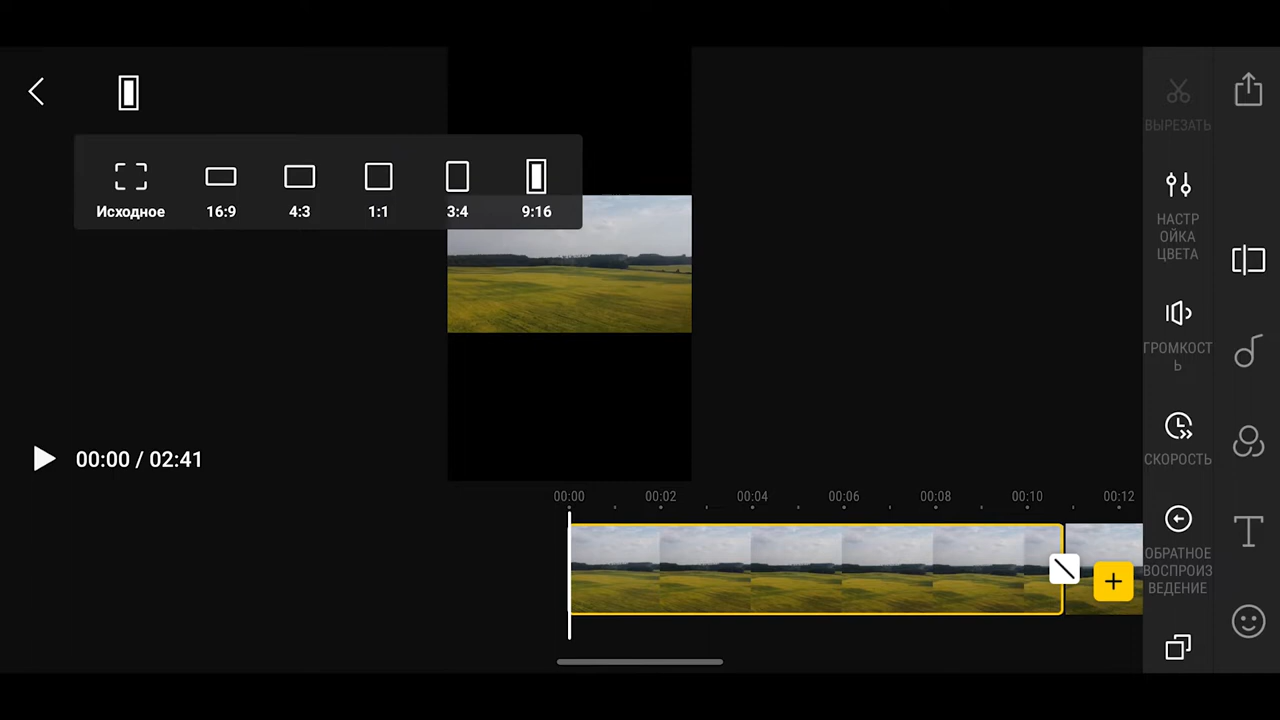 Исходное
16:9
4:3
1:1
3:4
9:16
00:00 / 02:41
00:00
00:02
00:04
00:06
00:08
00:10
00:12
ВЫРЕЗАТЬ
НАСТР
ОЙКА
ЦВЕТА
ГРОМКОСТ
Ь
СКОРОСТЬ
ОБРАТНОЕ
ВОСПРОИЗ
ВЕДЕНИЕ